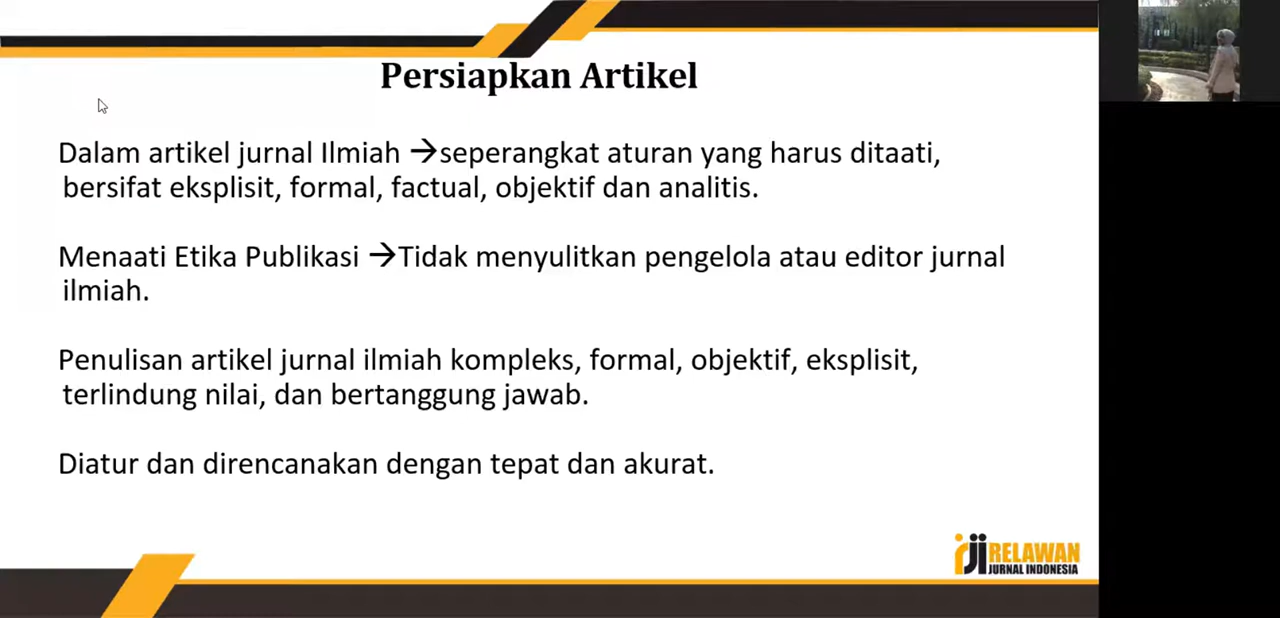 Persiapkan Artikel
Dalam artikel jurnal Ilmiah →seperangkat aturan yang harus ditaati,
bersifat eksplisit, formal, factual, objektif dan analitis.
Menaati Etika Publikasi →Tidak menyulitkan pengelola atau editor jurnal
ilmiah.
Penulisan artikel jurnal ilmiah kompleks, formal, objektif, eksplisit,
terlindung nilai, dan bertanggung jawab.
Diatur dan direncanakan dengan tepat dan akurat.
rji RELAWAN
JURNAL INDONESIA